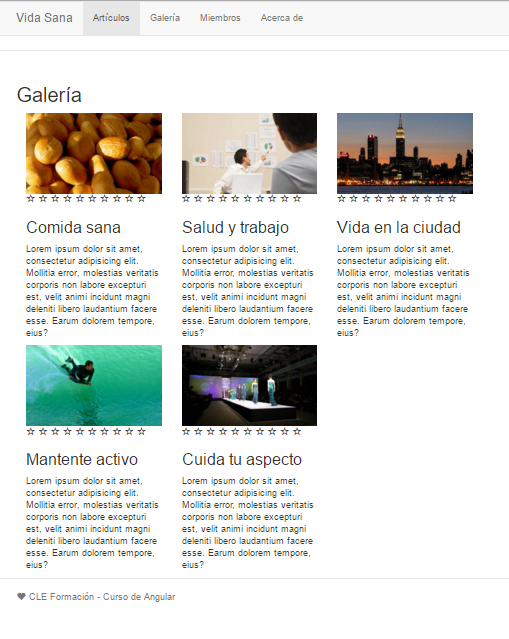 Vida Sana Artículos Galería Miembros Acerca de
Galería
☆ ☆ ☆ ☆ ☆ ☆ ☆ ☆ ☆ ☆
Comida sana
Lorem ipsum dolor sit amet,
consectetur adipisicing elit.
Mollitia error, molestias veritatis
corporis non labore excepturi
est, velit animi incidunt magni
deleniti libero laudantium facere
esse. Earum dolorem tempore,
eius?
☆ ☆ ☆ ☆ ☆ ☆ ☆ ☆ ☆ ☆
Salud y trabajo
Lorem ipsum dolor sit amet,
consectetur adipisicing elit.
Mollitia error, molestias veritatis
corporis non labore excepturi
est, velit animi incidunt magni
deleniti libero laudantium facere
esse. Earum dolorem tempore,
eius?
☆ ☆ ☆ ☆ ☆ ☆ ☆ ☆ ☆ ☆
Vida en la ciudad
Lorem ipsum dolor sit amet,
consectetur adipisicing elit.
Mollitia error, molestias veritatis
corporis non labore excepturi
est, velit animi incidunt magni
deleniti libero laudantium facere
esse. Earum dolorem tempore,
eius?
☆ ☆ ☆ ☆ ☆ ☆ ☆ ☆ ☆ ☆
Mantente activo
Lorem ipsum dolor sit amet,
consectetur adipisicing elit.
Mollitia error, molestias veritatis
corporis non labore excepturi
est, velit animi incidunt magni
deleniti libero laudantium facere
esse. Earum dolorem tempore,
eius?
☆ ☆ ☆ ☆ ☆ ☆ ☆ ☆ ☆ ☆
Cuida tu aspecto
Lorem ipsum dolor sit amet,
consectetur adipisicing elit.
Mollitia error, molestias veritatis
corporis non labore excepturi
est, velit animi incidunt magni
deleniti libero laudantium facere
esse. Earum dolorem tempore,
eius?
♥ CLE Formación - Curso de Angular